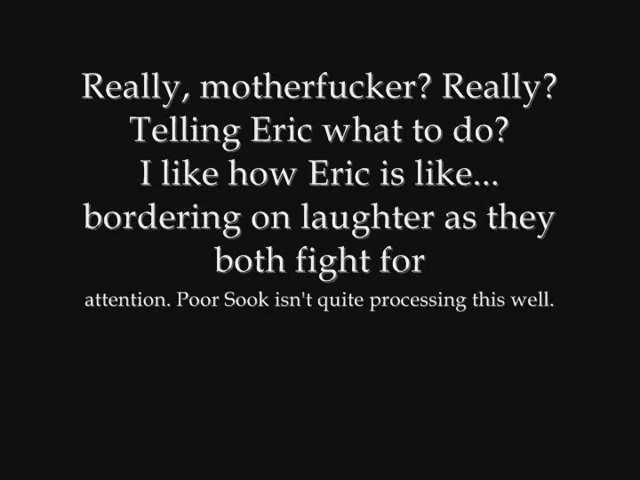 Really, motherfucker? Really?
Telling Eric what to do?
I like how Eric is like...
bordering on laughter as they
both fight for
attention. Poor Sook isn't quite processing this well.